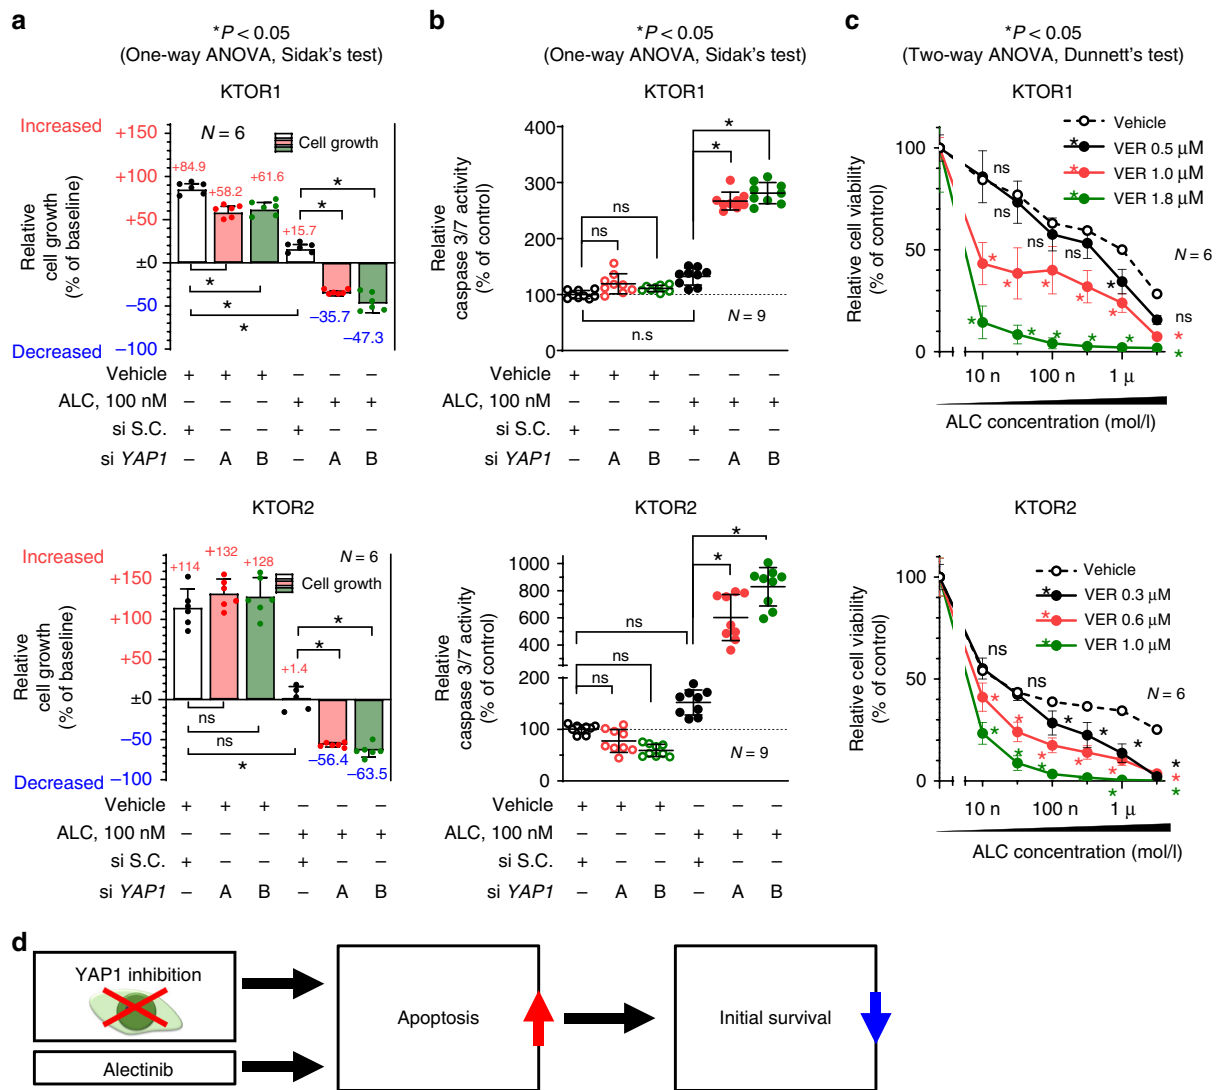 a
*P < 0.05
(One-way ANOVA, Sidak's test)
KTOR1
Increased
Decreased
Relative
cell growth
(% of baseline)
+150
+100
+50
±0
−50
−100
N = 6
Cell growth
+84.9
+58.2
+61.6
+15.7
−35.7
−47.3
*
*
*
*
*
Vehicle + + + − − −
ALC, 100 nM − − − + + +
si S.C. + − − + − −
si YAP1 − A B − A B
KTOR2
Increased
Decreased
Relative
cell growth
(% of baseline)
+150
+100
+50
±0
−50
−100
N = 6
Cell growth
+114
+132
+128
+1.4
−56.4
−63.5
*
*
ns
ns
*
Vehicle + + + − − −
ALC, 100 nM − − − + + +
si S.C. + − − + − −
si YAP1 − A B − A B
b
*P < 0.05
(One-way ANOVA, Sidak's test)
KTOR1
Relative
caspase 3/7 activity
(% of control)
400
300
200
150
100
0
*
*
ns
ns
N = 9
n.s
Vehicle + + + − − −
ALC, 100 nM − − − + + +
si S.C. + − − + − −
si YAP1 − A B − A B
KTOR2
Relative
caspase 3/7 activity
(% of control)
1000
800
600
400
200
150
100
50
0
*
*
ns
ns
ns
N = 9
Vehicle + + + − − −
ALC, 100 nM − − − + + +
si S.C. + − − + − −
si YAP1 − A B − A B
c
*P < 0.05
(Two-way ANOVA, Dunnett's test)
KTOR1
Relative cell viability
(% of control)
100
50
0
Vehicle
* VER 0.5 μM
* VER 1.0 μM
* VER 1.8 μM
N = 6
ns
ns
ns
ns
*
ns
* * * * * *
* * * * * *
10 n 100 n 1 μ
ALC concentration (mol/l)
KTOR2
Relative cell viability
(% of control)
100
50
0
Vehicle
* VER 0.3 μM
* VER 0.6 μM
* VER 1.0 μM
N = 6
ns
ns
* * * *
* * * * * *
* * * * * *
10 n 100 n 1 μ
ALC concentration (mol/l)
d
YAP1 inhibition
Alectinib
Apoptosis
Initial survival